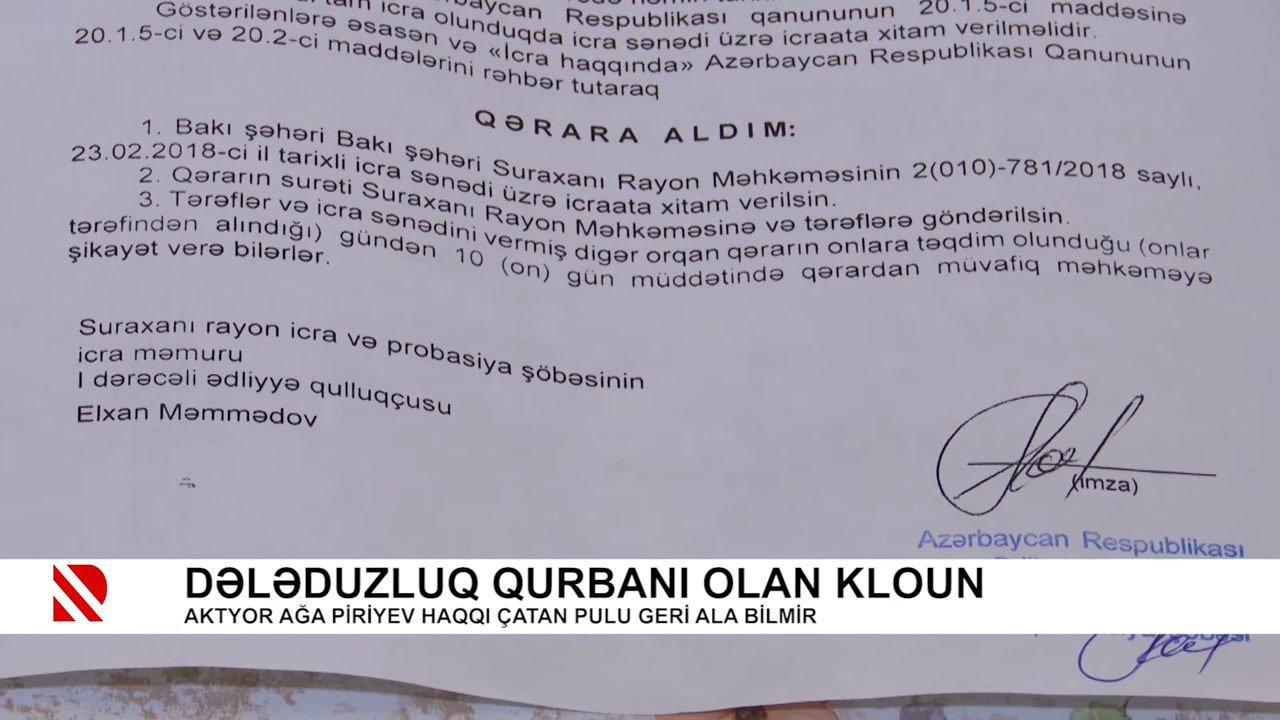 tam icra olunduqda icra sənədi üzrə icraata xitam verilməlidir.
Respublikası qanununun 20.1.5-ci maddəsinə
Göstərilənlərə əsasən və «İcra haqqında» Azərbaycan Respublikası Qanununun
20.1.5-ci və 20.2-ci maddələrini rəhbər tutaraq
QƏRARA ALDIM:
1. Bakı şəhəri Bakı şəhəri Suraxanı Rayon Məhkəməsinin 2(010)-781/2018 saylı,
23.02.2018-ci il tarixli icra sənədi üzrə icraata xitam verilsin.
2. Qərarın surəti Suraxanı Rayon Məhkəməsinə və tərəflərə göndərilsin.
3. Tərəflər və icra sənədini vermiş digər orqan qərarın onlara təqdim olunduğu (onlar
tərəfindən alındığı) gündən 10 (on) gün müddətində qərardan müvafiq məhkəməyə
şikayət verə bilərlər.
Suraxanı rayon icra və probasiya şöbəsinin
icra məmuru
I dərəcəli ədliyyə qulluqçusu
Elxan Məmmədov
(imza)
Azərbaycan Respublikası
DƏLƏDUZLUQ QURBANI OLAN KLOUN
AKTYOR AĞA PİRİYEV HAQQI ÇATAN PULU GERİ ALA BİLMİR